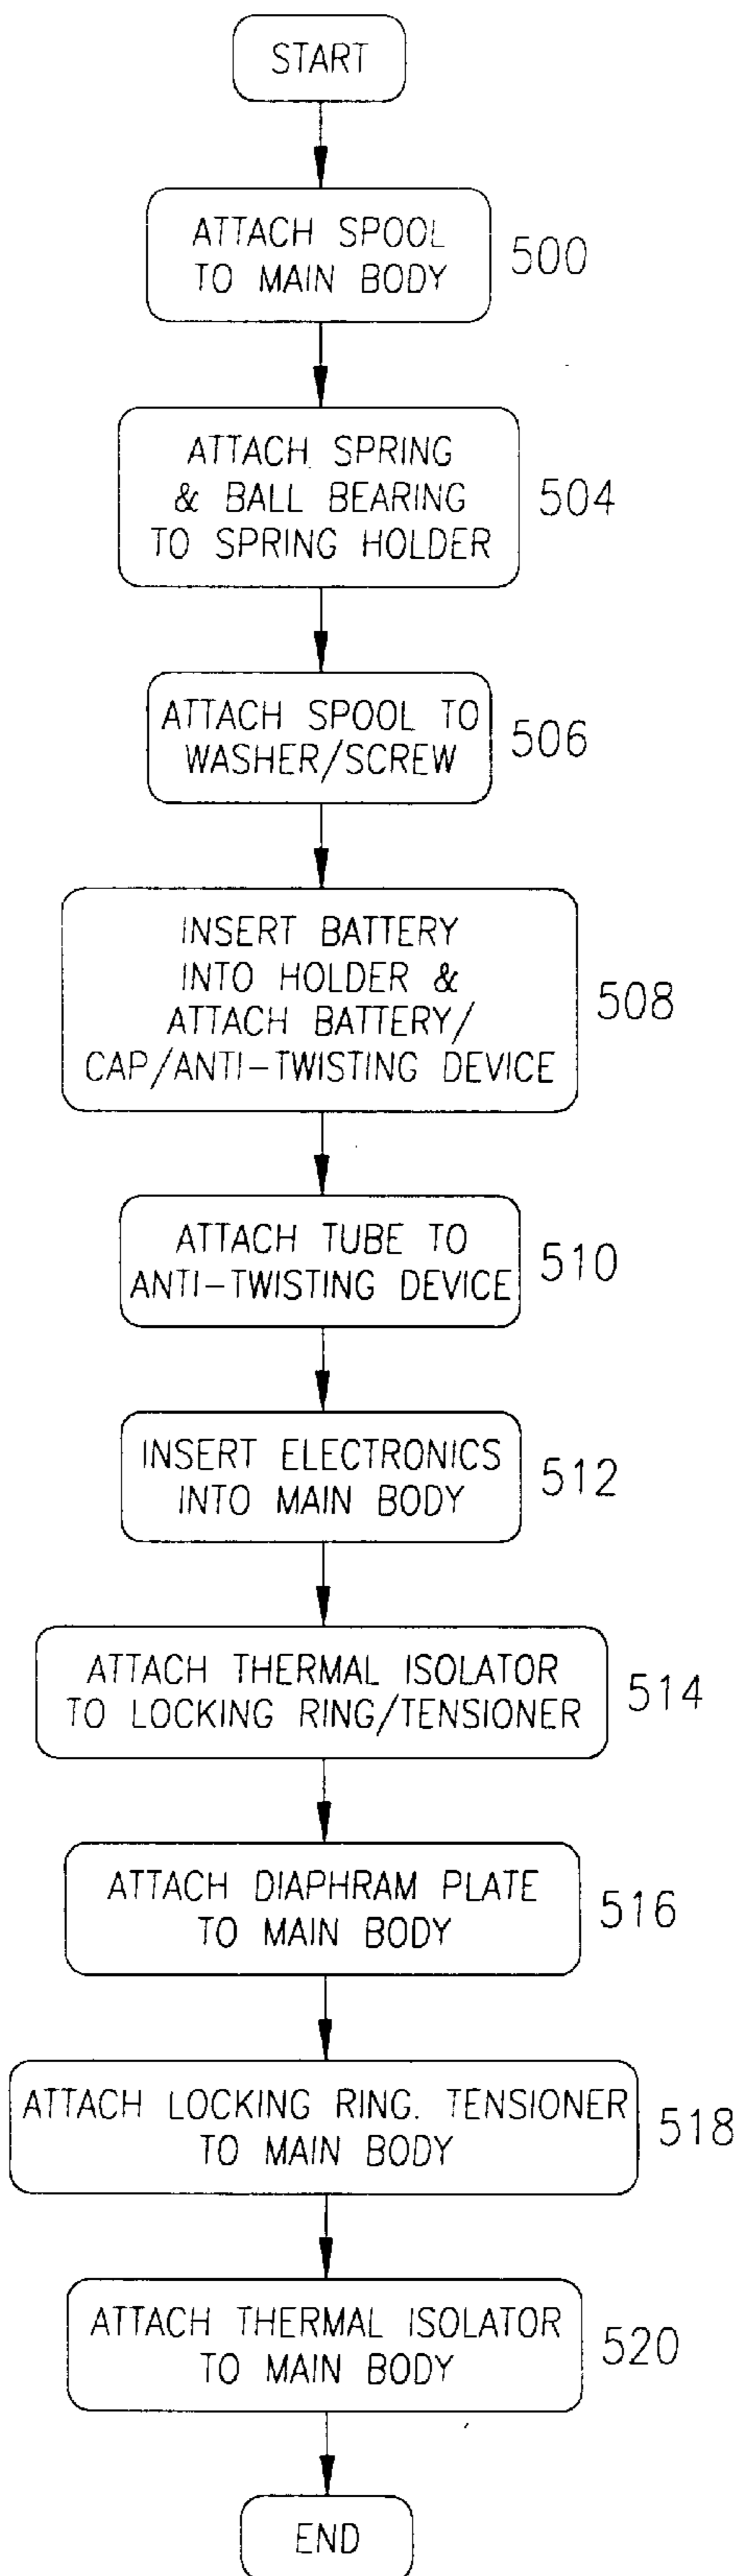 START
ATTACH SPOOL
TO MAIN BODY
500
ATTACH SPRING
& BALL BEARING
TO SPRING HOLDER
504
ATTACH SPOOL TO
WASHER/SCREW
506
INSERT BATTERY
INTO HOLDER &
ATTACH BATTERY/
CAP/ANTI-TWISTING DEVICE
508
ATTACH TUBE TO
ANTI-TWISTING DEVICE
510
INSERT ELECTRONICS
INTO MAIN BODY
512
ATTACH THERMAL ISOLATOR
TO LOCKING RING/TENSIONER
514
ATTACH DIAPHRAM PLATE
TO MAIN BODY
516
ATTACH LOCKING RING. TENSIONER
TO MAIN BODY
518
ATTACH THERMAL ISOLATOR
TO MAIN BODY
520
END